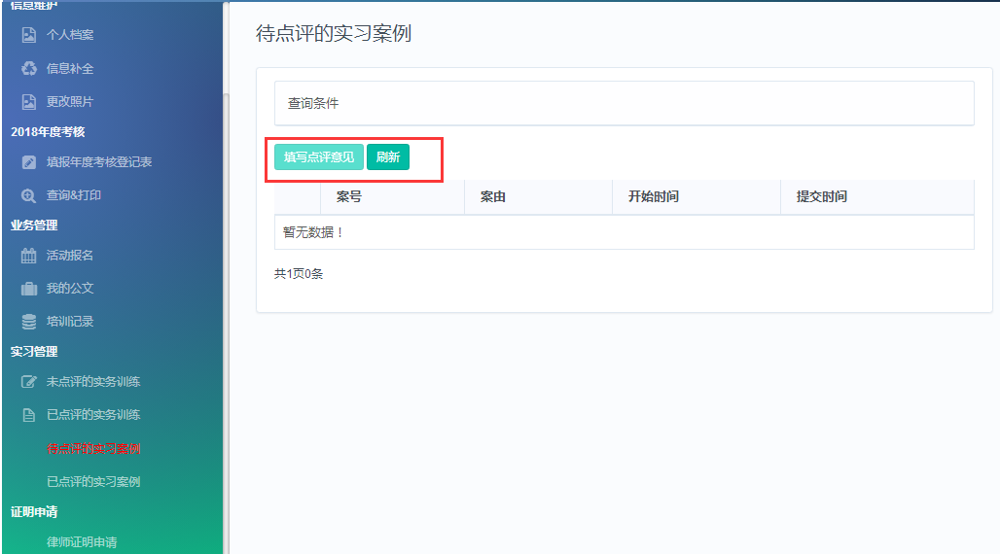 信息维护
个人档案
信息补全
更改照片
2018年度考核
填报年度考核登记表
查询&打印
业务管理
活动报名
我的公文
培训记录
实习管理
未点评的实务训练
已点评的实务训练
待点评的实习案例
已点评的实习案例
证明申请
律师证明申请
待点评的实习案例
查询条件
填写点评意见 刷新
案号 案由 开始时间 提交时间
暂无数据！
共1页0条